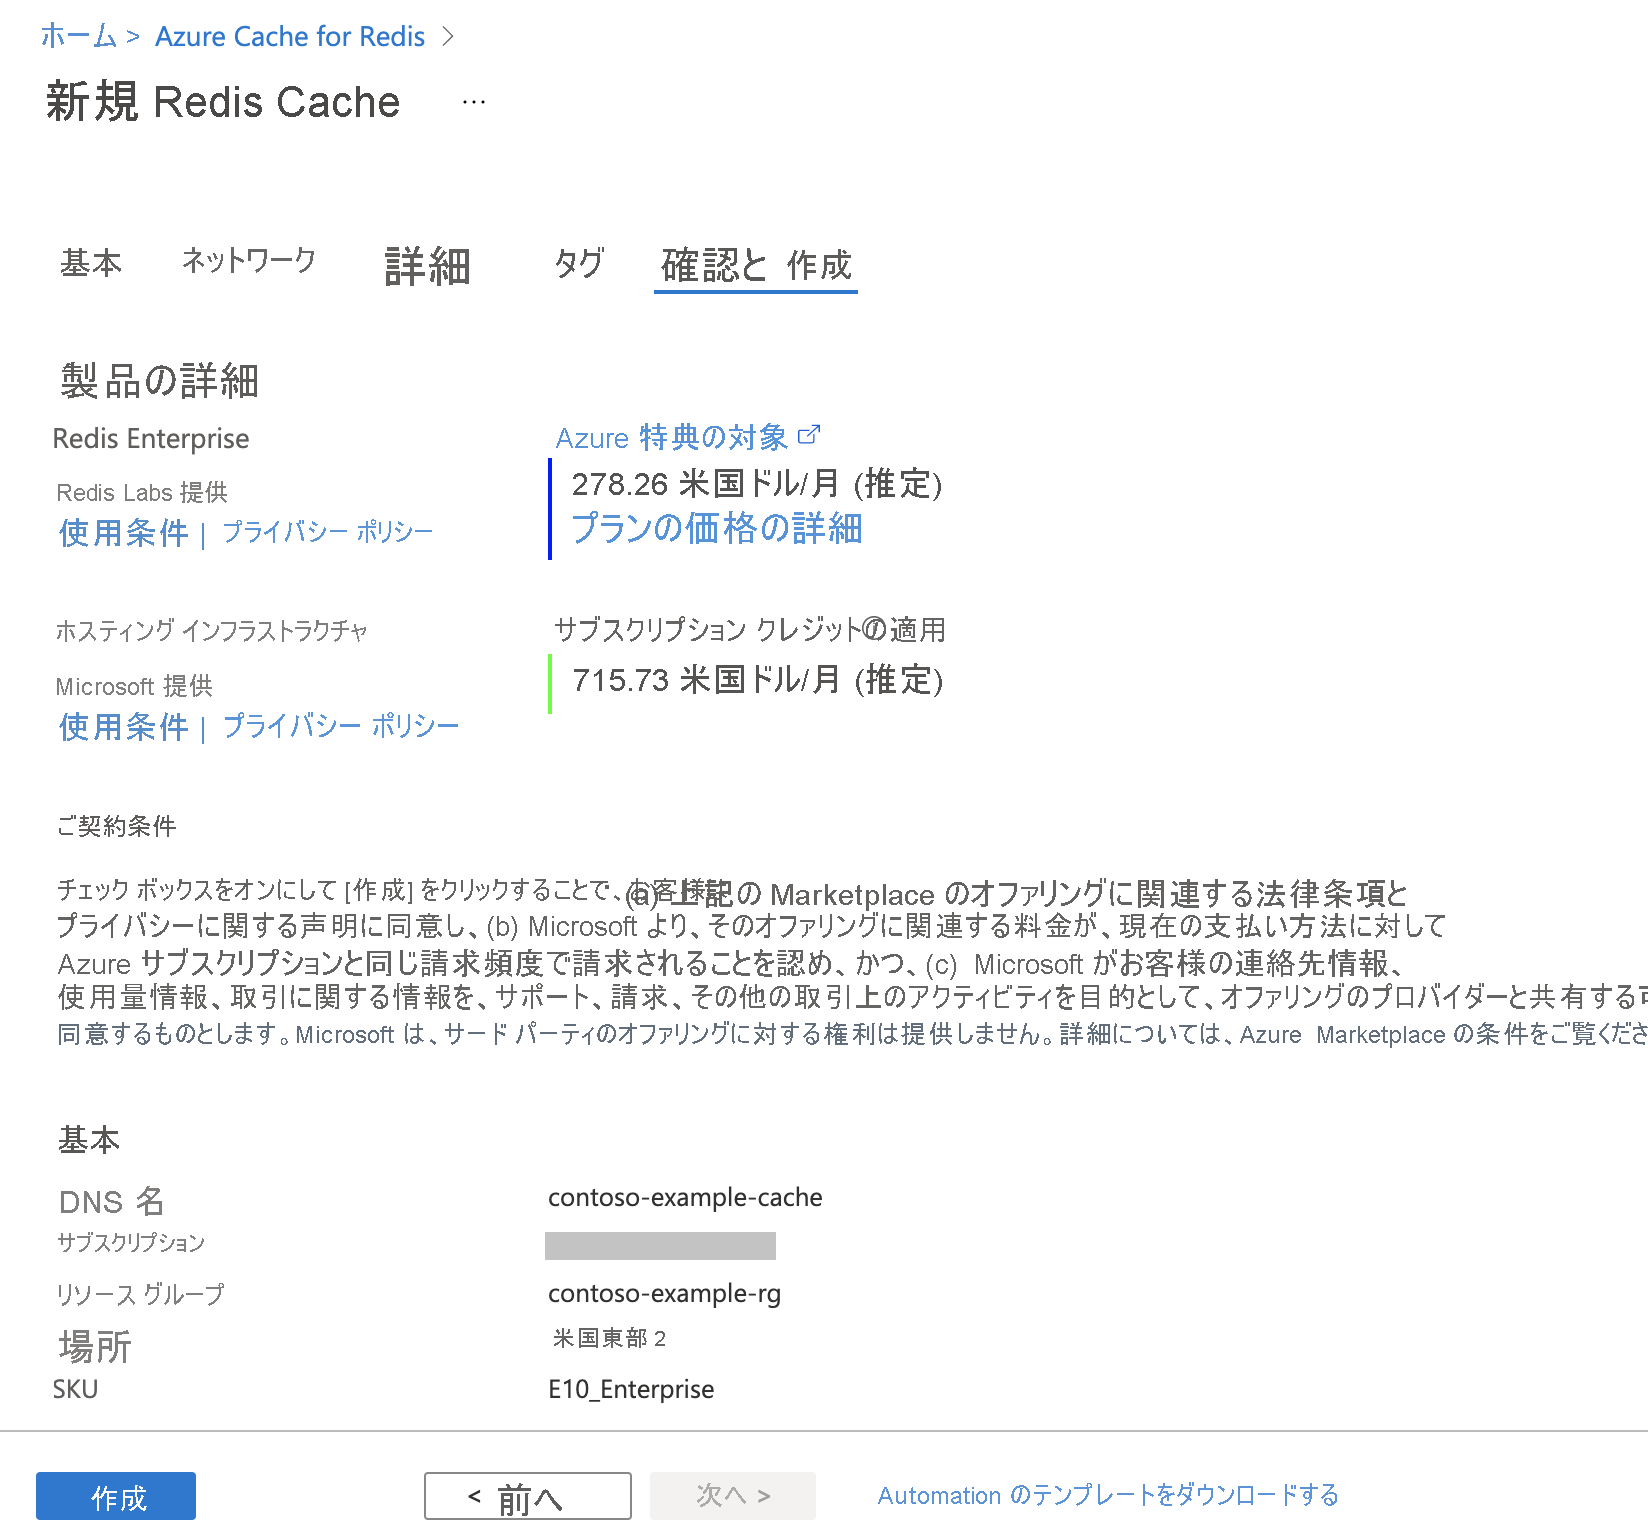 ホーム > Azure Cache for Redis >
新規 Redis Cache ...
基本 ネットワーク 詳細 タグ 確認と 作成
製品の詳細
Redis Enterprise
Azure 特典の対象
Redis Labs 提供
278.26 米国ドル/月 (推定)
使用条件 | プライバシー ポリシー
プランの価格の詳細
ホスティング インフラストラクチャ
サブスクリプション クレジットの適用
Microsoft 提供
715.73 米国ドル/月 (推定)
使用条件 | プライバシー ポリシー
ご契約条件
チェック ボックスをオンにして [作成] をクリックすることで、お客様は (a) 上記の Marketplace のオファリングに関連する法律条項と
プライバシーに関する声明に同意し、(b) Microsoft より、そのオファリングに関連する料金が、現在の支払い方法に対して
Azure サブスクリプションと同じ請求頻度で請求されることを認め、かつ、(c) Microsoft がお客様の連絡先情報、
使用量情報、取引に関する情報を、サポート、請求、その他の取引上のアクティビティを目的として、オファリングのプロバイダーと共有する
同意するものとします。Microsoft は、サード パーティのオファリングに対する権利は提供しません。詳細については、Azure Marketplace の条件をご覧くださ
基本
DNS 名 contoso-example-cache
サブスクリプション
リソース グループ contoso-example-rg
場所 米国東部 2
SKU E10_Enterprise
作成 < 前へ 次へ > Automation のテンプレートをダウンロードする